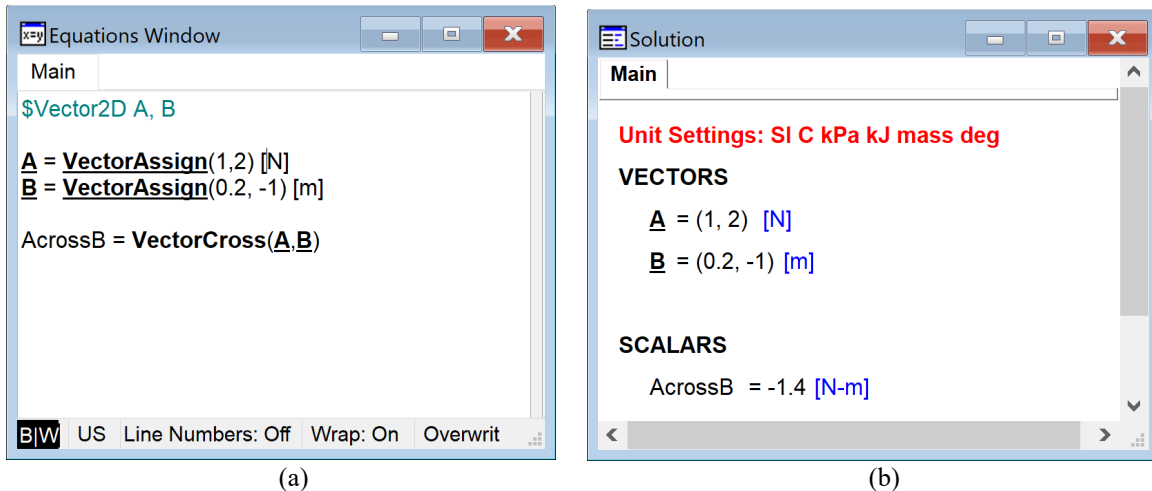 Equations Window
Main
$Vector2D A, B
A = VectorAssign(1,2) [N]
B = VectorAssign(0.2, -1) [m]
AcrossB = VectorCross(A,B)
B|W US Line Numbers: Off Wrap: On Overwrit
(a)
Solution
Main
Unit Settings: SI C kPa kJ mass deg
VECTORS
A = (1, 2) [N]
B = (0.2, -1) [m]
SCALARS
AcrossB = -1.4 [N-m]
(b)